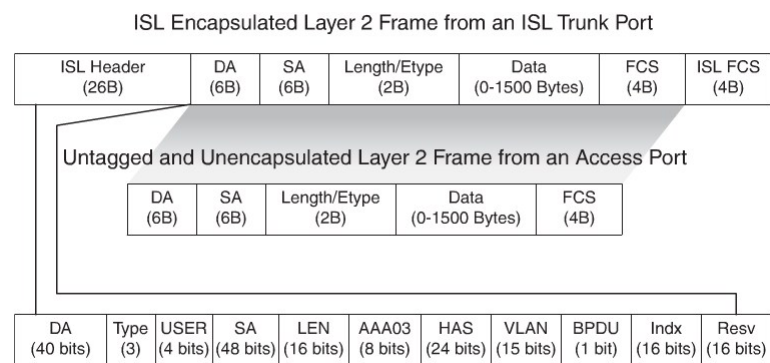 ISL Encapsulated Layer 2 Frame from an ISL Trunk Port
ISL Header DA SA Length/Etype Data FCS ISL FCS
(26B) (6B) (6B) (2B) (0-1500 Bytes) (4B) (4B)
Untagged and Unencapsulated Layer 2 Frame from an Access Port
DA SA Length/Etype Data FCS
(6B) (6B) (2B) (0-1500 Bytes) (4B)
DA Type USER SA LEN AAA03 HAS VLAN BPDU Indx Resv
(40 bits) (3) (4 bits) (48 bits) (16 bits) (8 bits) (24 bits) (15 bits) (1 bit) (16 bits) (16 bits)